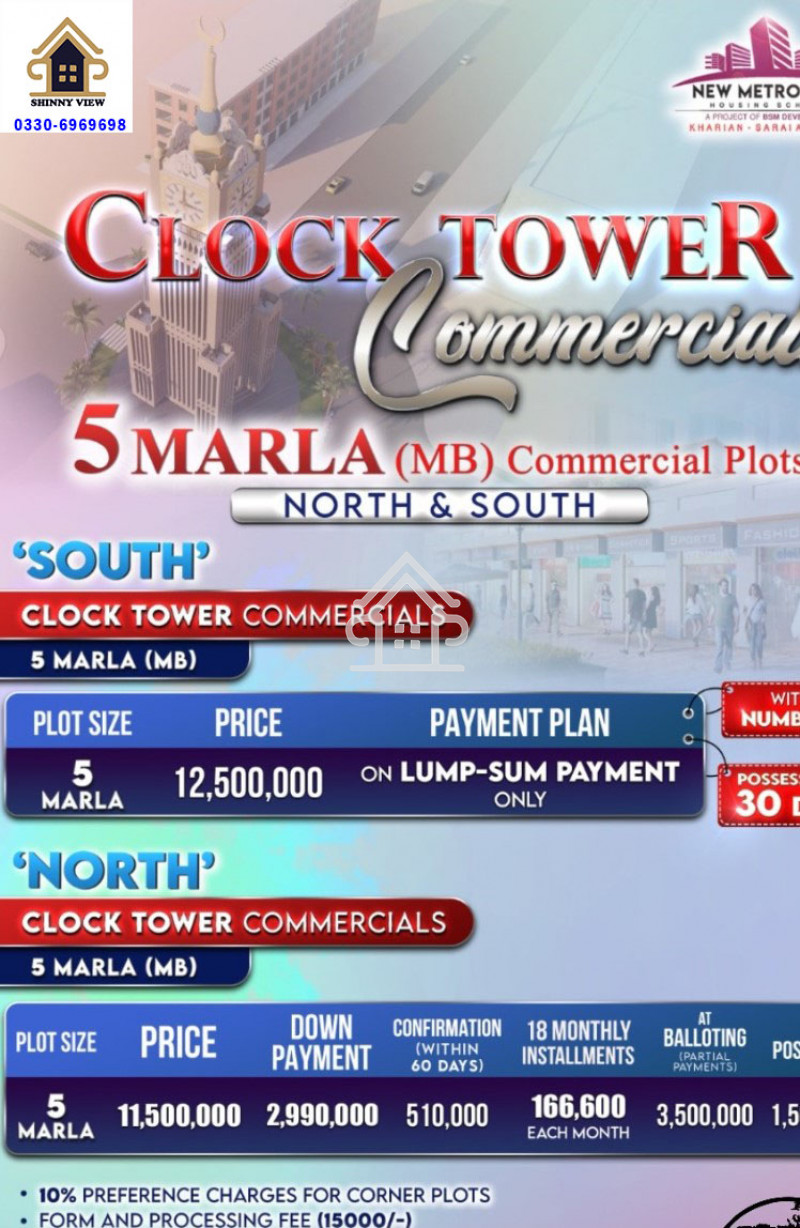 SHINNY VIEW
0330-6969698
NEW METRO
HOUSING SCH
A PROJECT OF BSM DEV
KHARIAN - SARAI A
CLOCK TOWER
Commercial
5 MARLA (MB) Commercial Plots
NORTH & SOUTH
SPORTS FASHIO
'SOUTH'
CLOCK TOWER COMMERCIALS
5 MARLA (MB)
PLOT SIZE PRICE PAYMENT PLAN
5 MARLA 12,500,000 ON LUMP-SUM PAYMENT ONLY
WIT
NUMB
POSSESS
30 D
'NORTH'
CLOCK TOWER COMMERCIALS
5 MARLA (MB)
PLOT SIZE PRICE DOWN PAYMENT CONFIRMATION (WITHIN 60 DAYS) 18 MONTHLY INSTALLMENTS AT BALLOTING (PARTIAL PAYMENTS) POS
5 MARLA 11,500,000 2,990,000 510,000 166,600 EACH MONTH 3,500,000 1,5
• 10% PREFERENCE CHARGES FOR CORNER PLOTS
• FORM AND PROCESSING FEE (15000/-)